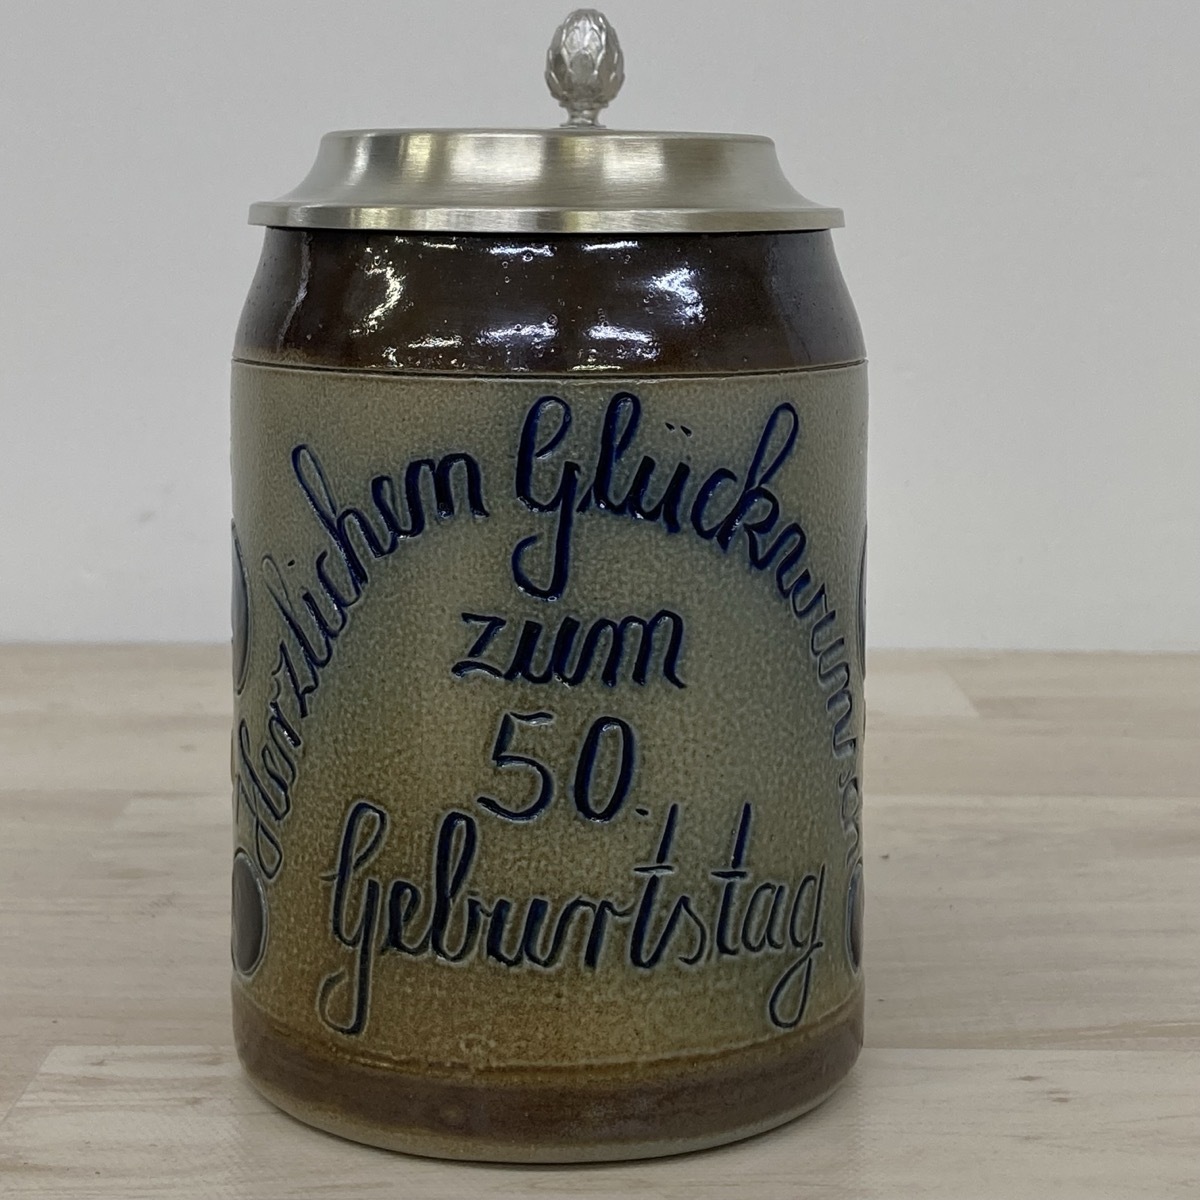 Herzlichen Glückwunsch
zum
50.
Geburtstag